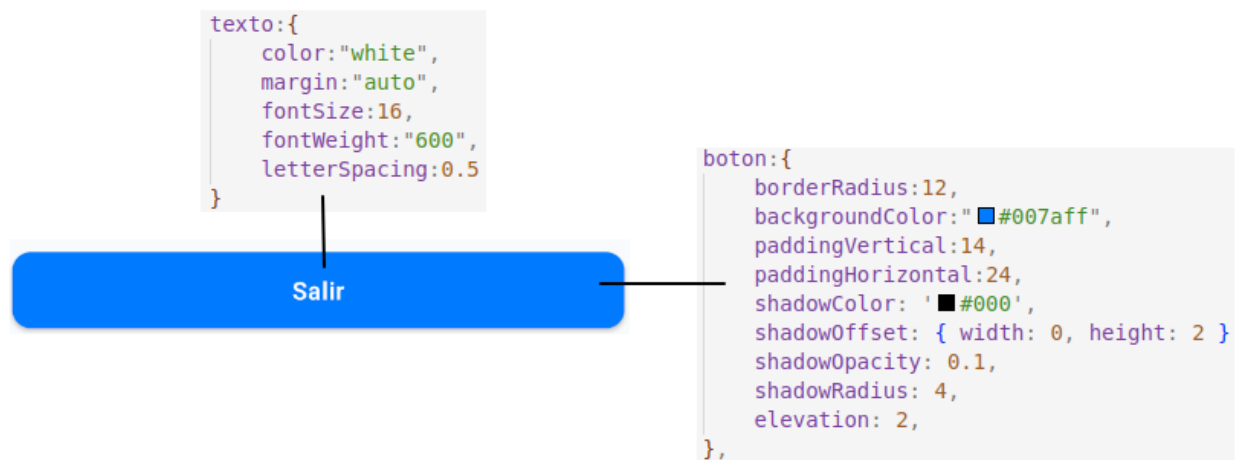 texto:{
color:"white",
margin:"auto",
fontSize:16,
fontWeight:"600",
letterSpacing:0.5
}
Salir
boton:{
borderRadius:12,
backgroundColor:"#007aff",
paddingVertical:14,
paddingHorizontal:24,
shadowColor: '#000',
shadowOffset: { width: 0, height: 2 }
shadowOpacity: 0.1,
shadowRadius: 4,
elevation: 2,
},